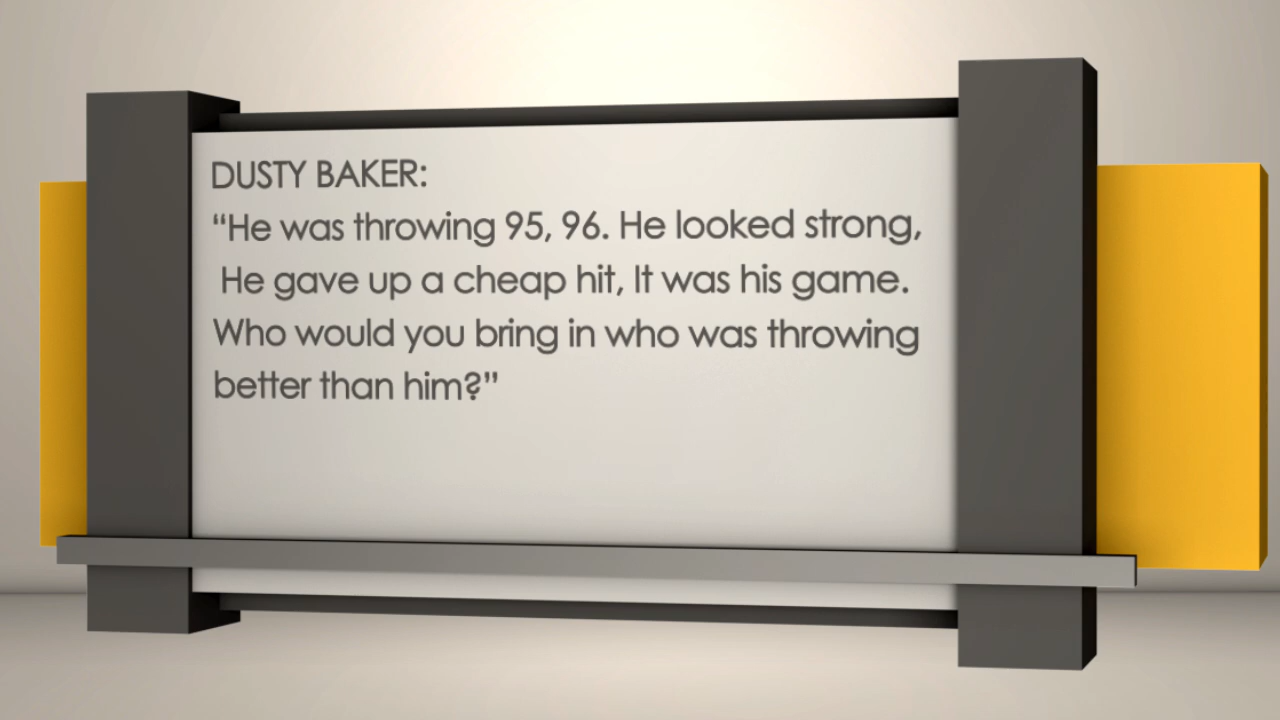 DUSTY BAKER:
“He was throwing 95, 96. He looked strong,
He gave up a cheap hit, It was his game.
Who would you bring in who was throwing
better than him?”